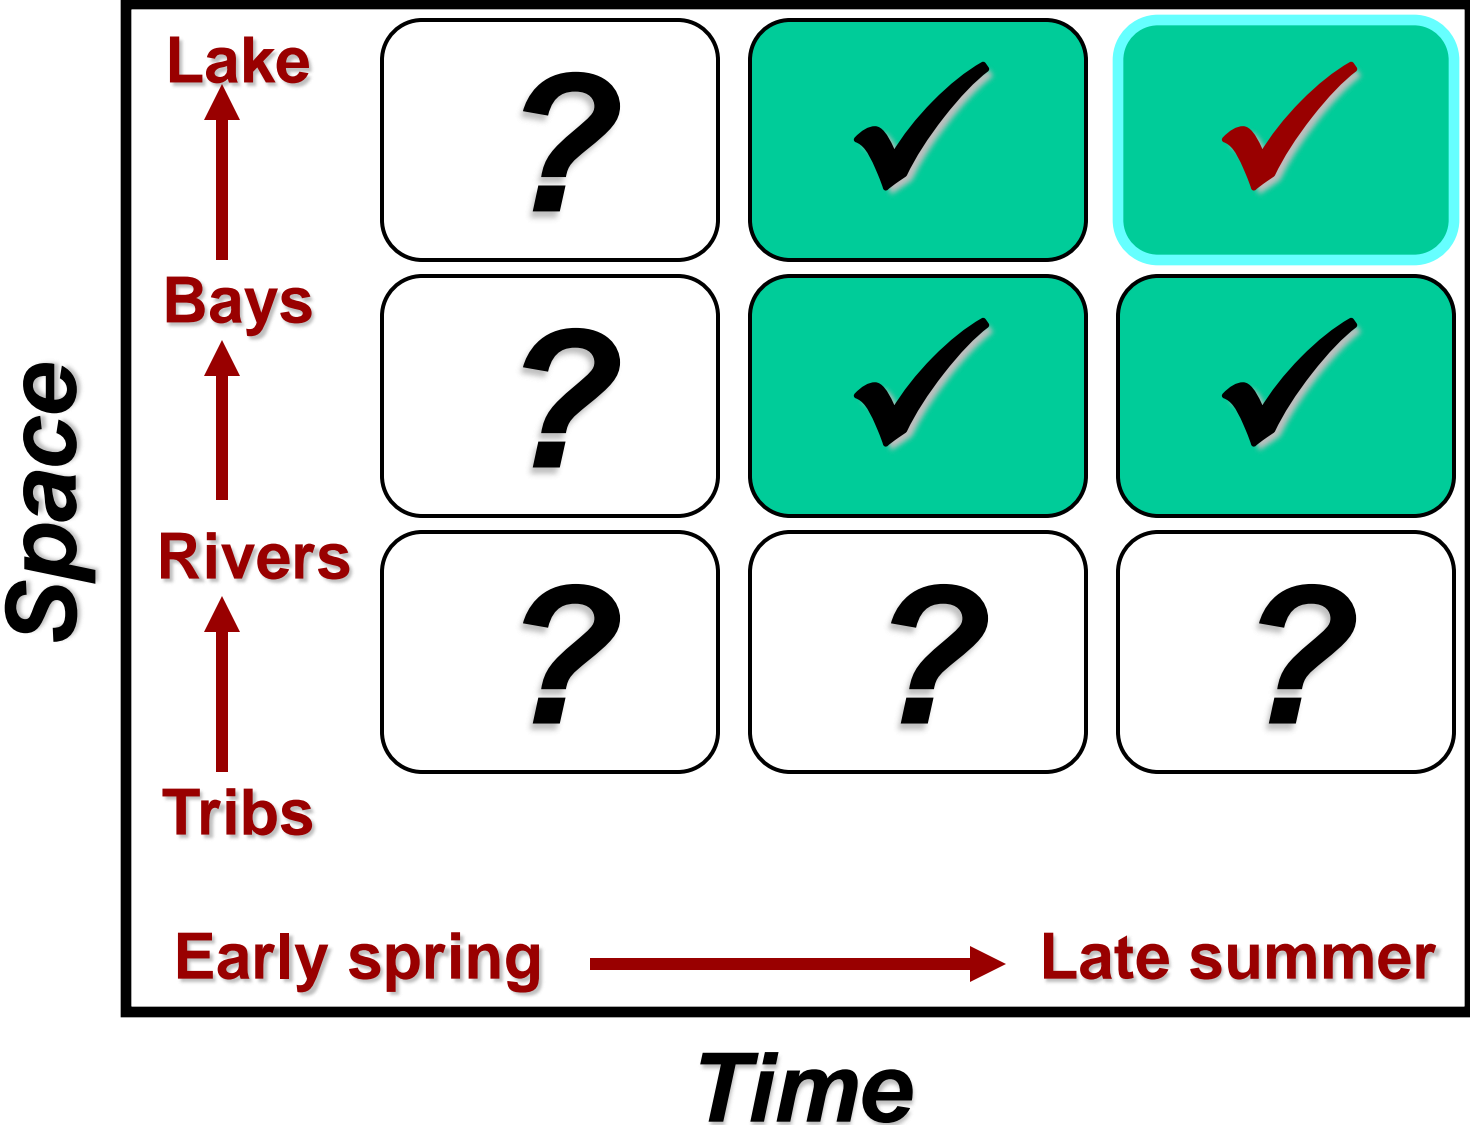 Lake
? ✓ ✓
Bays
? ✓ ✓
Rivers
? ? ?
Tribs
Space
Early spring Late summer
Time